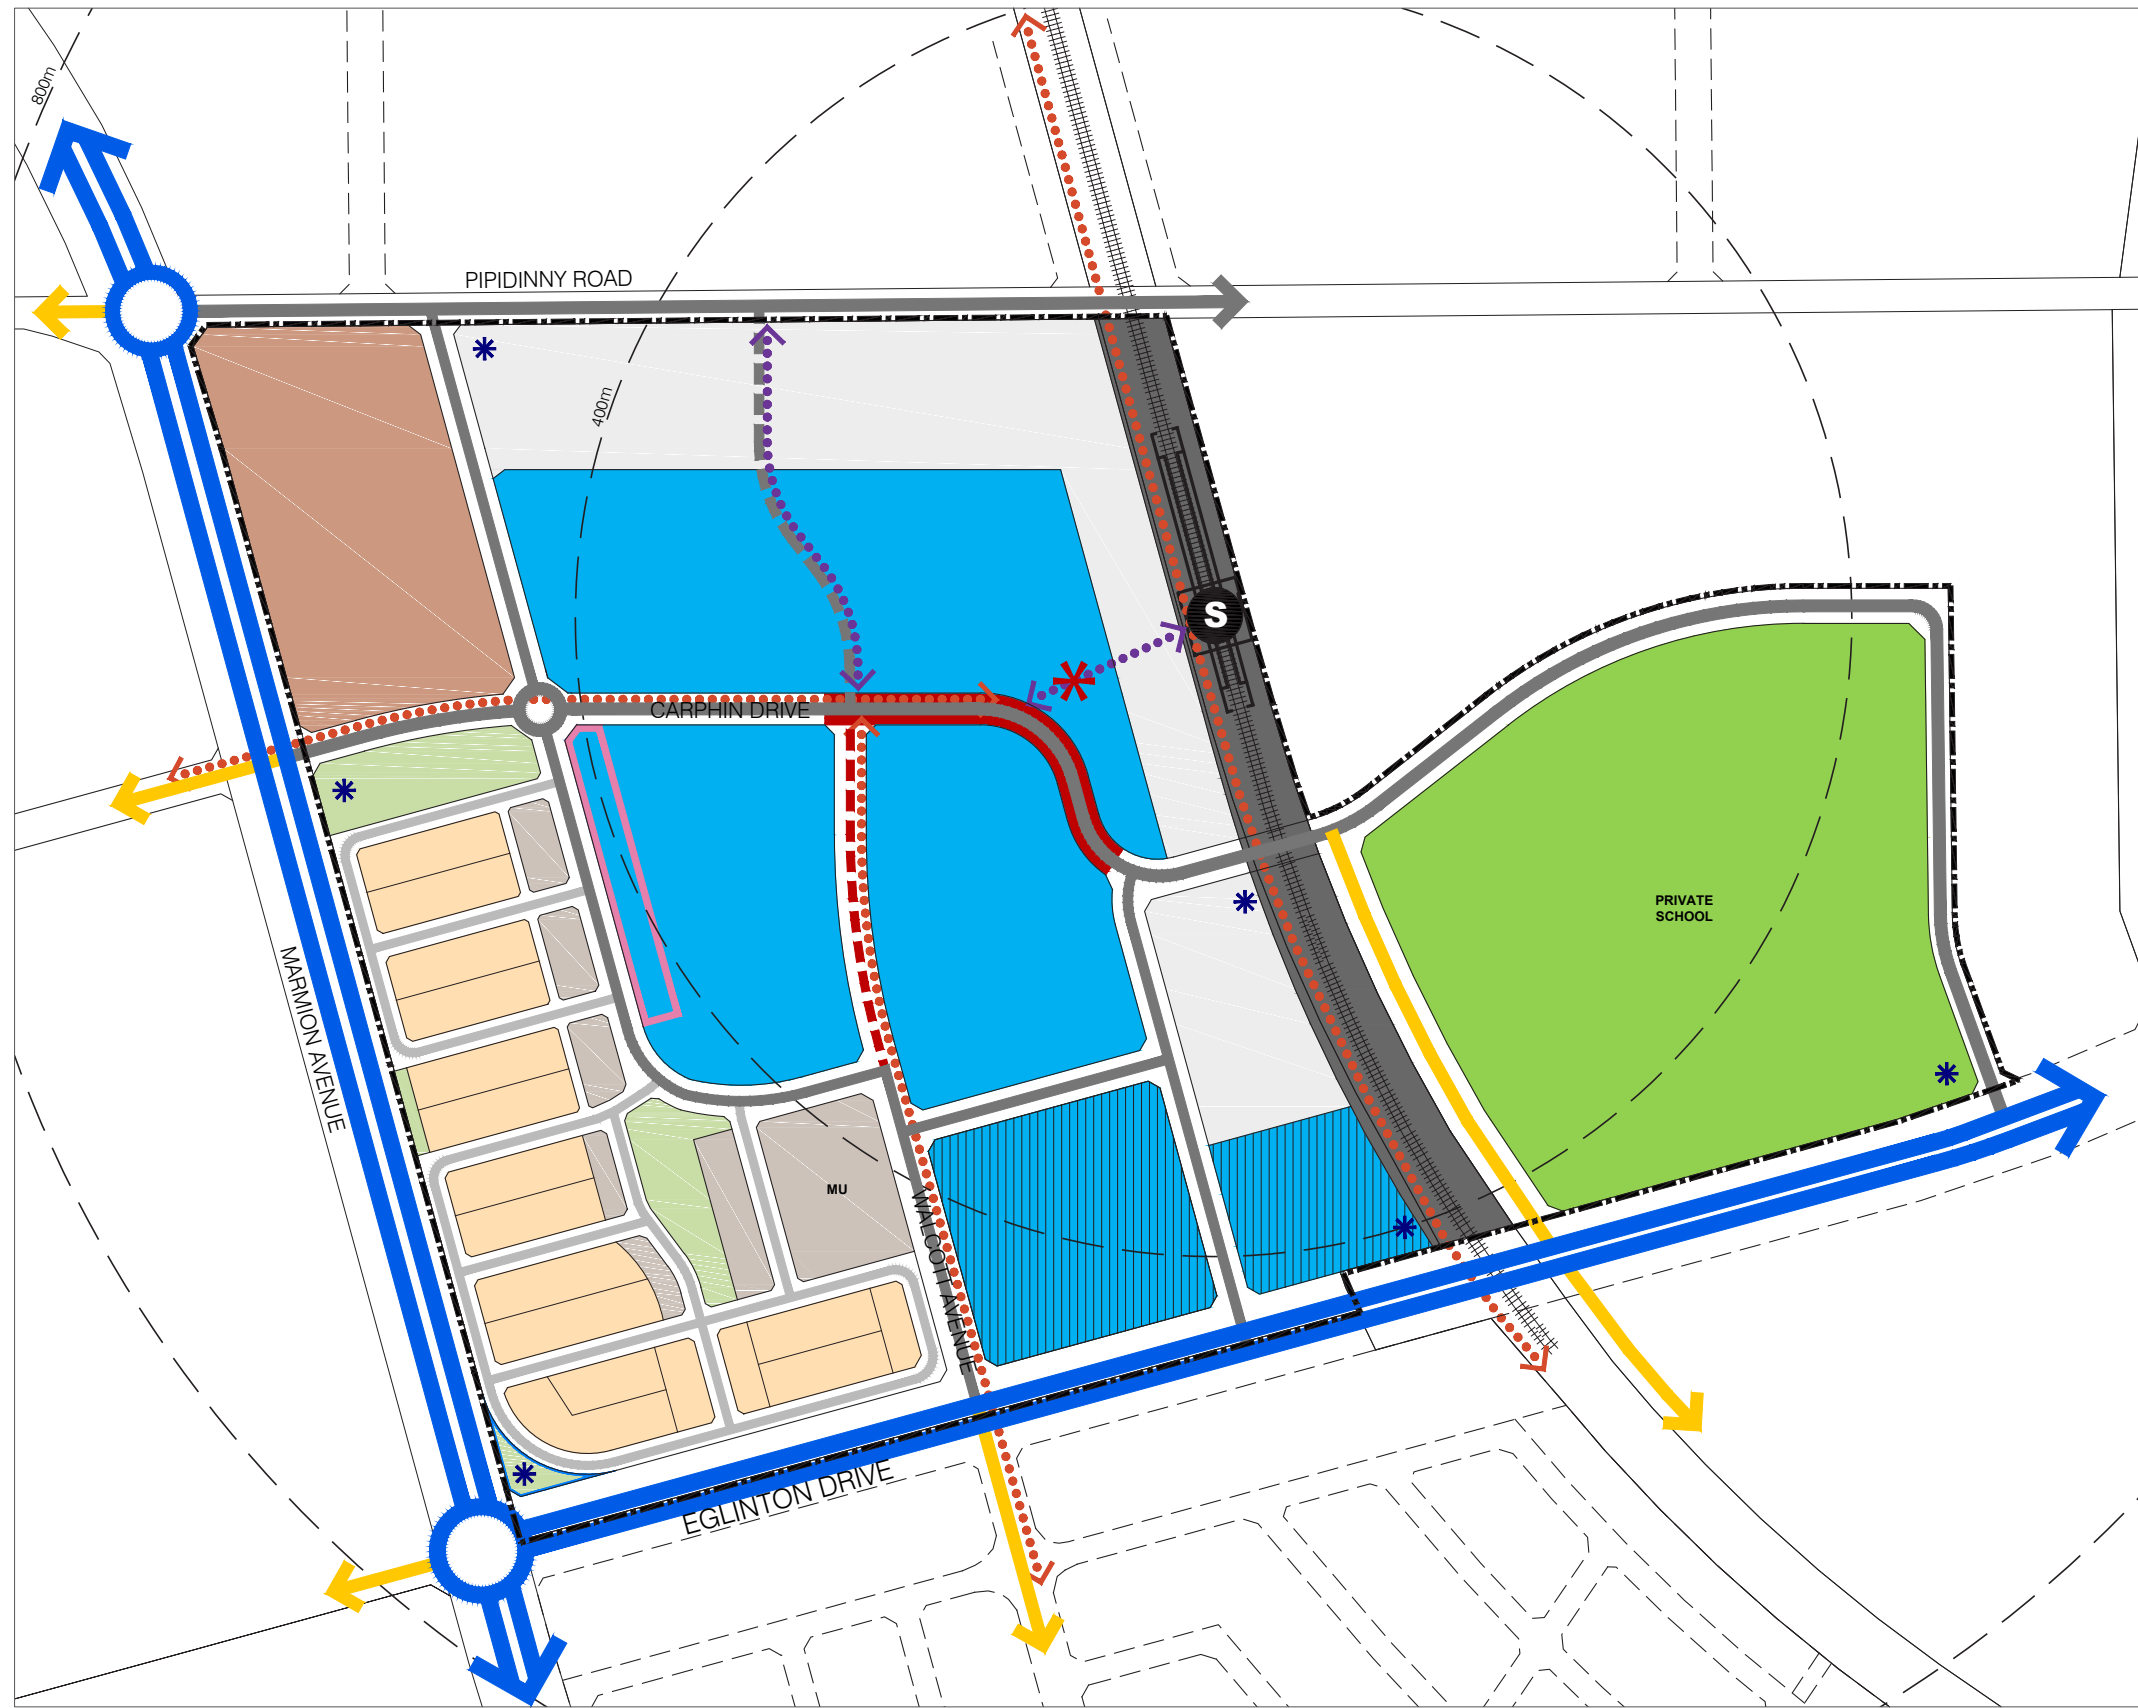 800m
PIPIDINNY ROAD
400m
S
CARPHIN DRIVE
PRIVATE
SCHOOL
MARMION AVENUE
MU
WALCOTT AVENUE
EGLINTON DRIVE